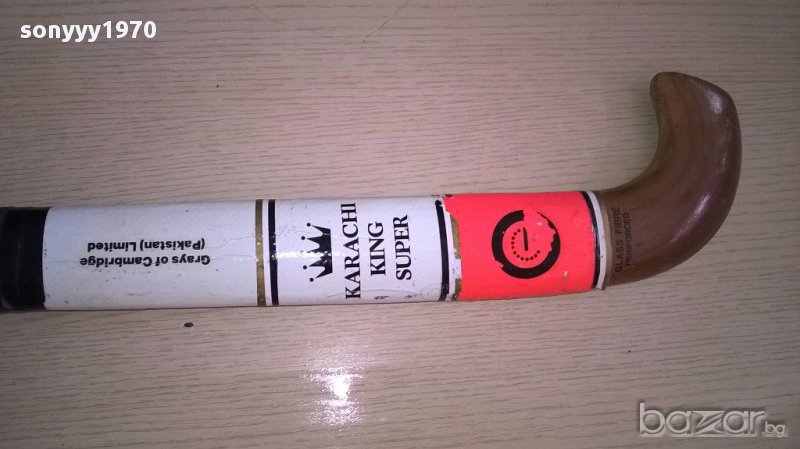 sonyyy1970
Grays of Cambridge
(Pakistan) Limited
KARACHI
KING
SUPER
GLASS FIBRE
REINFORCED
bazar.bg